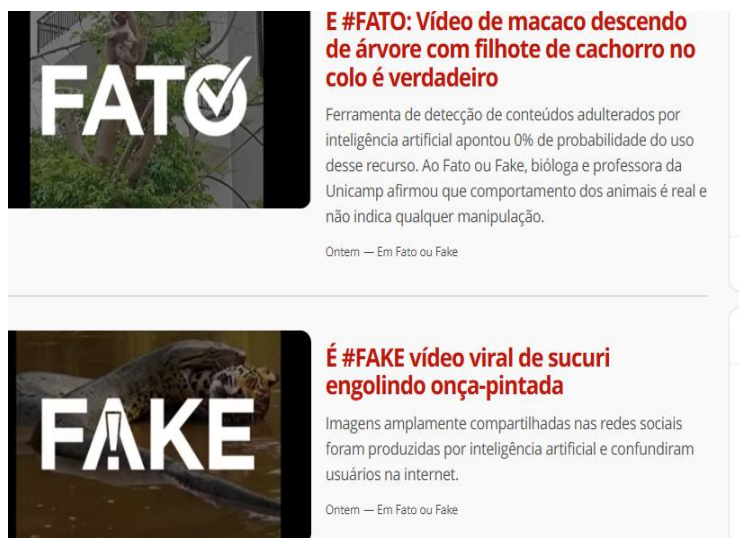 FATO
É #FATO: Vídeo de macaco descendo
de árvore com filhote de cachorro no
colo é verdadeiro
Ferramenta de detecção de conteúdos adulterados por
inteligência artificial apontou 0% de probabilidade do uso
desse recurso. Ao Fato ou Fake, bióloga e professora da
Unicamp afirmou que comportamento dos animais é real e
não indica qualquer manipulação.
Ontem — Em Fato ou Fake
FAKE
É #FAKE vídeo viral de sucuri
engolindo onça-pintada
Imagens amplamente compartilhadas nas redes sociais
foram produzidas por inteligência artificial e confundiram
usuários na internet.
Ontem — Em Fato ou Fake